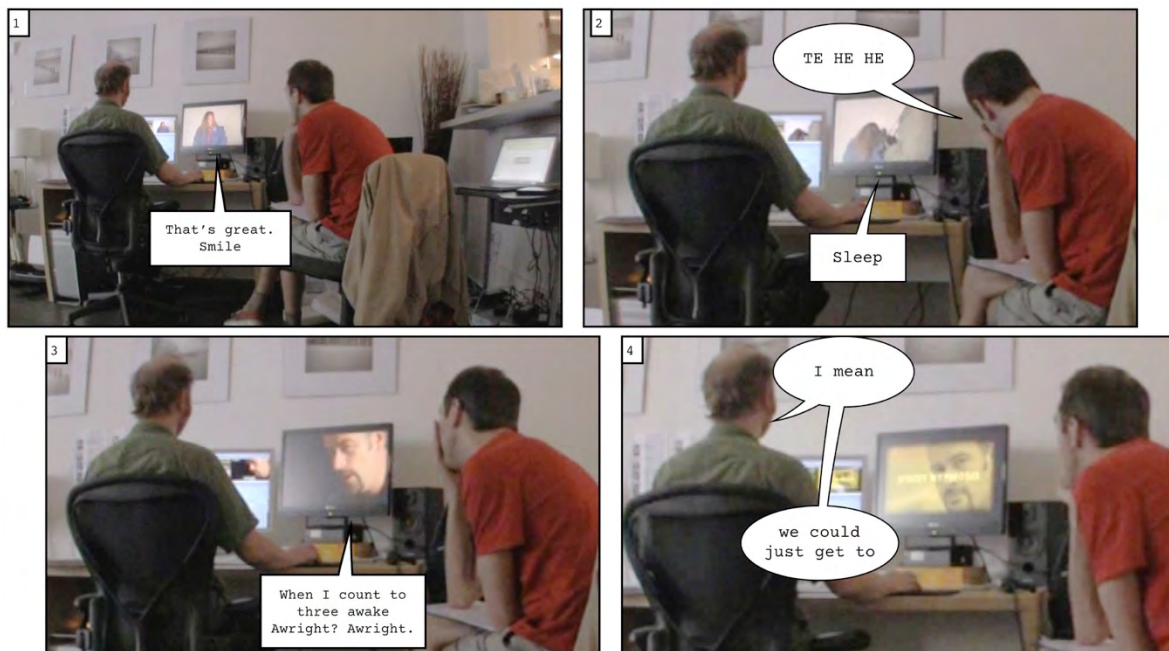 1
That's great.
Smile
2
TE HE HE
Sleep
3
When I count to
three awake
Awright? Awright.
4
I mean
we could
just get to